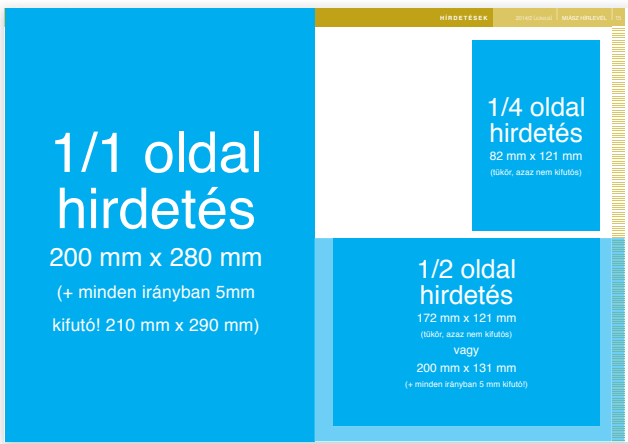 HIRDETÉSEK
MIÁSZ HÍRLEVÉL
1/1 oldal
hirdetés
200 mm x 280 mm
(+ minden irányban 5mm
kifutó! 210 mm x 290 mm)
1/4 oldal
hirdetés
82 mm x 121 mm
(tükör, azaz nem kifutós)
1/2 oldal
hirdetés
172 mm x 121 mm
(tükör, azaz nem kifutós)
vagy
200 mm x 131 mm
(+ minden irányban 5 mm kifutó!)